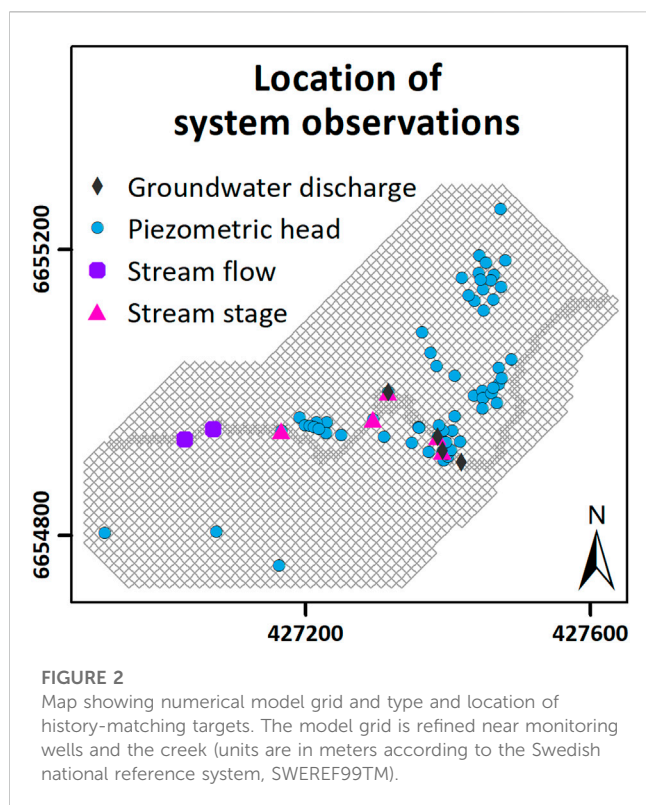 Location of
system observations
Groundwater discharge
Piezometric head
Stream flow
Stream stage
6655200
6654800
N
427200
427600
FIGURE 2
Map showing numerical model grid and type and location of
history-matching targets. The model grid is refined near monitoring
wells and the creek (units are in meters according to the Swedish
national reference system, SWEREF99TM).